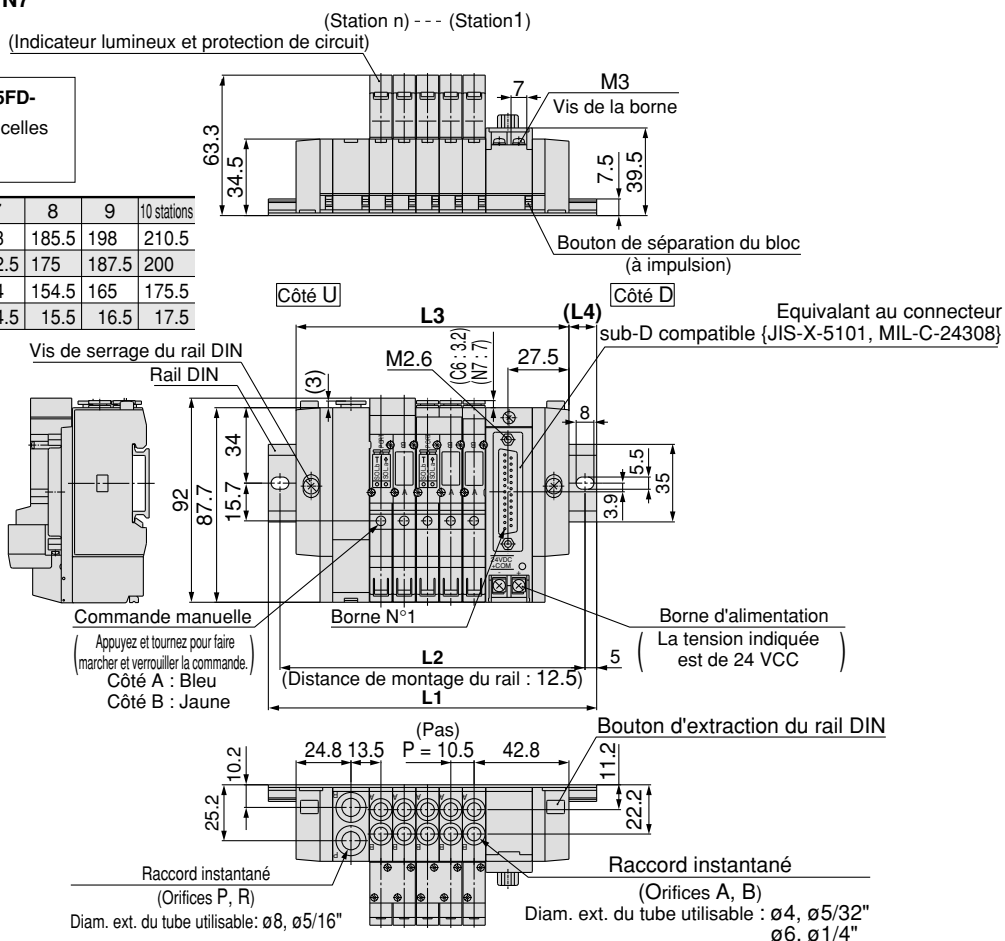 N7
(Station n) --- (Station1)
(Indicateur lumineux et protection de circuit)
5FD-
celles
7
M3
Vis de la borne
63.3
34.5
7.5
39.5
Bouton de séparation du bloc
(à impulsion)
8 9 10 stations
185.5 198 210.5
2.5 175 187.5 200
154.5 165 175.5
4.5 15.5 16.5 17.5
Côté U
Côté D
L3
(L4)
Equivalant au connecteur
sub-D compatible {JIS-X-5101, MIL-C-24308}
Vis de serrage du rail DIN
Rail DIN
(3)
M2.6
(C6 : 3.2)
(N7 : 7)
27.5
8
34
15.7
92
87.7
5.5
3.9
35
24VDC
+COM
- +
Commande manuelle
(Appuyez et tournez pour faire
marcher et verrouiller la commande.)
Côté A : Bleu
Côté B : Jaune
Borne N°1
Borne d'alimentation
(La tension indiquée
est de 24 VCC)
L2
5
(Distance de montage du rail : 12.5)
L1
(Pas)
24.8 13.5 P = 10.5 42.8
Bouton d'extraction du rail DIN
10.2
25.2
11.2
22.2
Raccord instantané
(Orifices P, R)
Diam. ext. du tube utilisable: ø8, ø5/16"
Raccord instantané
(Orifices A, B)
Diam. ext. du tube utilisable : ø4, ø5/32"
ø6, ø1/4"